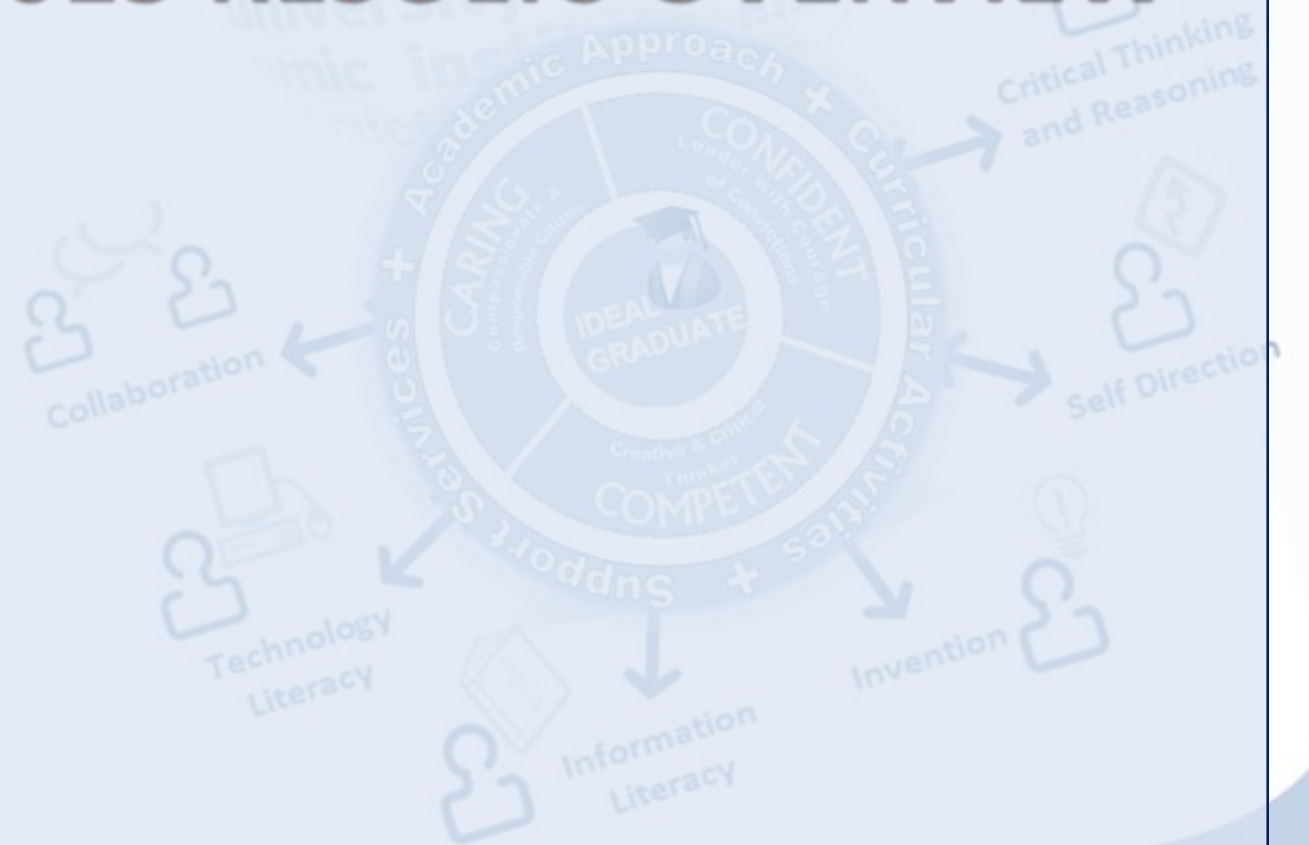 Academic Approach + Curricular Activities + Support Services +
CARING
Compassionate &
Responsible Citizen
CONFIDENT
Leader With Courage
of Convictions
IDEAL
GRADUATE
Creative & Critical
Thinker
COMPETENT
Critical Thinking
and Reasoning
Self Direction
Invention
Information
Literacy
Technology
Literacy
Collaboration